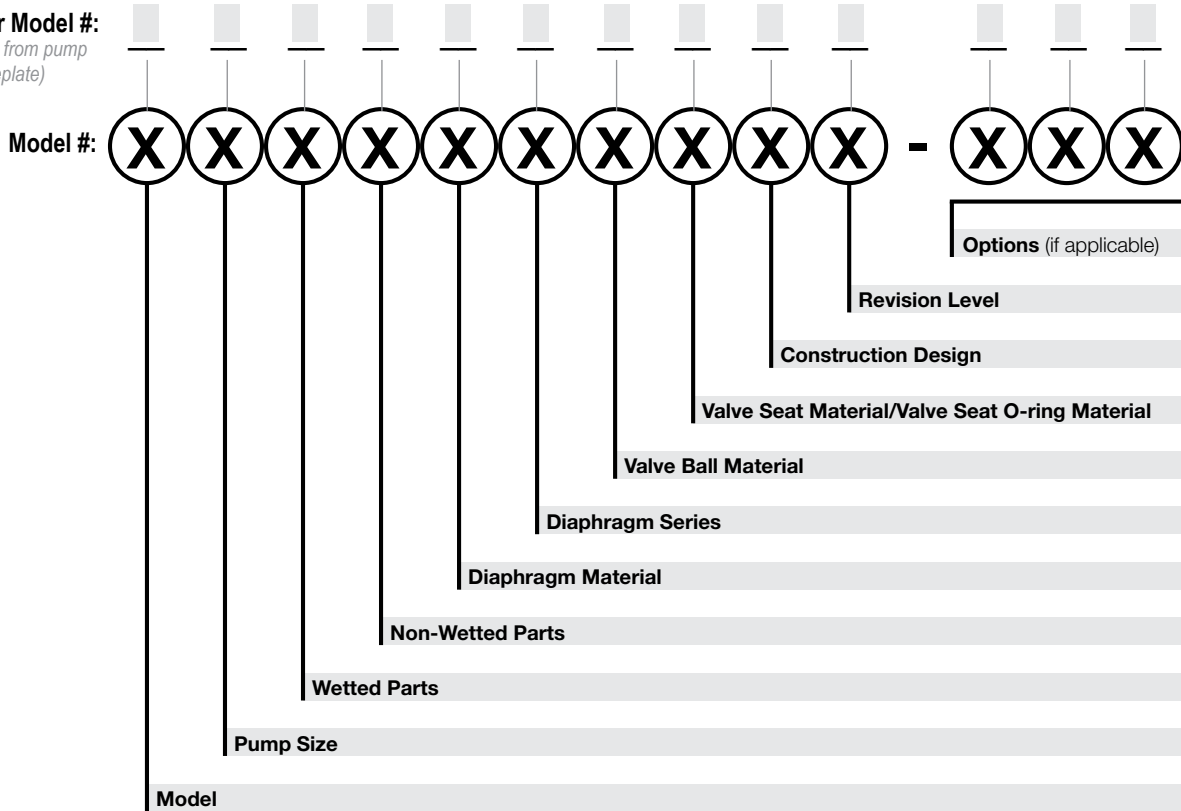 r Model #:
from pump
plate)
Model #: X X X X X X X X X X - X X X
Options (if applicable)
Revision Level
Construction Design
Valve Seat Material/Valve Seat O-ring Material
Valve Ball Material
Diaphragm Series
Diaphragm Material
Non-Wetted Parts
Wetted Parts
Pump Size
Model